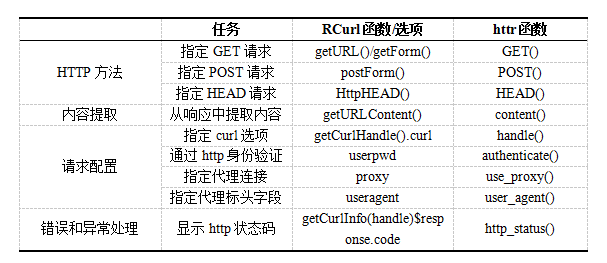 任务 RCurl 函数/选项 httr 函数
HTTP 方法 指定 GET 请求 getURL()/getForm() GET()
指定 POST 请求 postForm() POST()
指定 HEAD 请求 HttpHEAD() HEAD()
内容提取 从响应中提取内容 getURLContent() content()
请求配置 指定 curl 选项 getCurlHandle().curl handle()
通过 http 身份验证 userpwd authenticate()
指定代理连接 proxy use_proxy()
指定代理标头字段 useragent user_agent()
错误和异常处理 显示 http 状态码 getCurlInfo(handle)$resp
onse.code http_status()